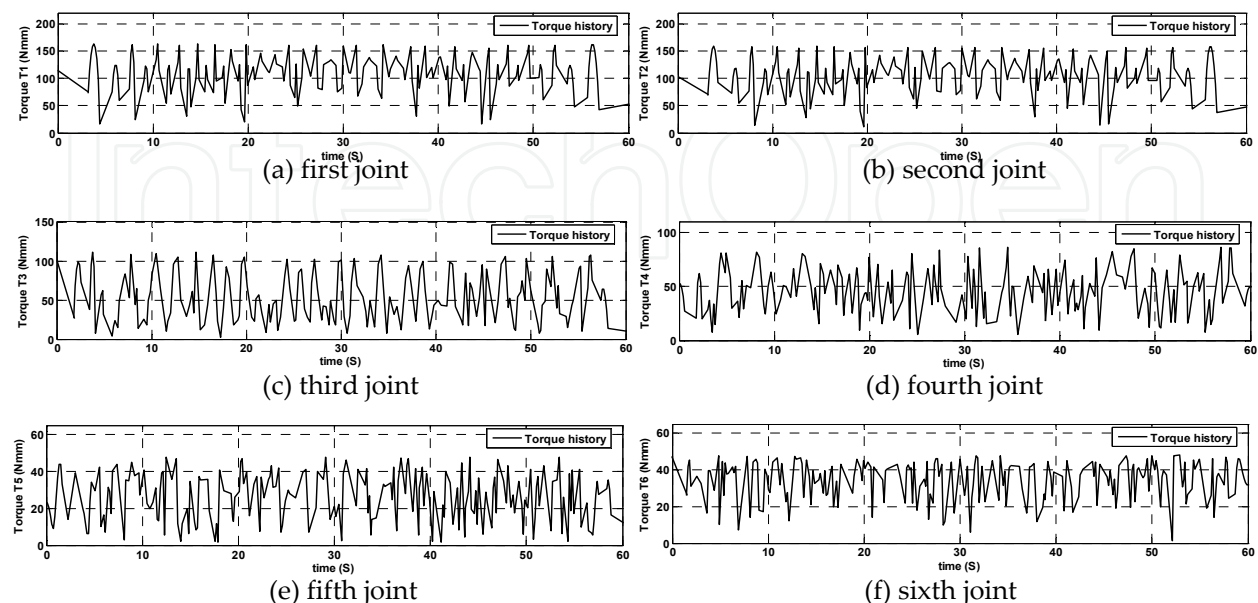 Torque T1 (Nmm)
200
150
100
50
0
Torque history
0 10 20 30 40 50 60
time (S)
(a) first joint
Torque T2 (Nmm)
200
150
100
50
0
Torque history
0 10 20 30 40 50 60
time (S)
(b) second joint
InTechOpen
Torque T3 (Nmm)
150
100
50
0
Torque history
0 10 20 30 40 50 60
time (S)
(c) third joint
Torque T4 (Nmm)
100
50
0
Torque history
0 10 20 30 40 50 60
time (S)
(d) fourth joint
Torque T5 (Nmm)
60
40
20
0
Torque history
0 10 20 30 40 50 60
time (S)
(e) fifth joint
Torque T6 (Nmm)
60
40
20
0
Torque history
0 10 20 30 40 50 60
time (S)
(f) sixth joint